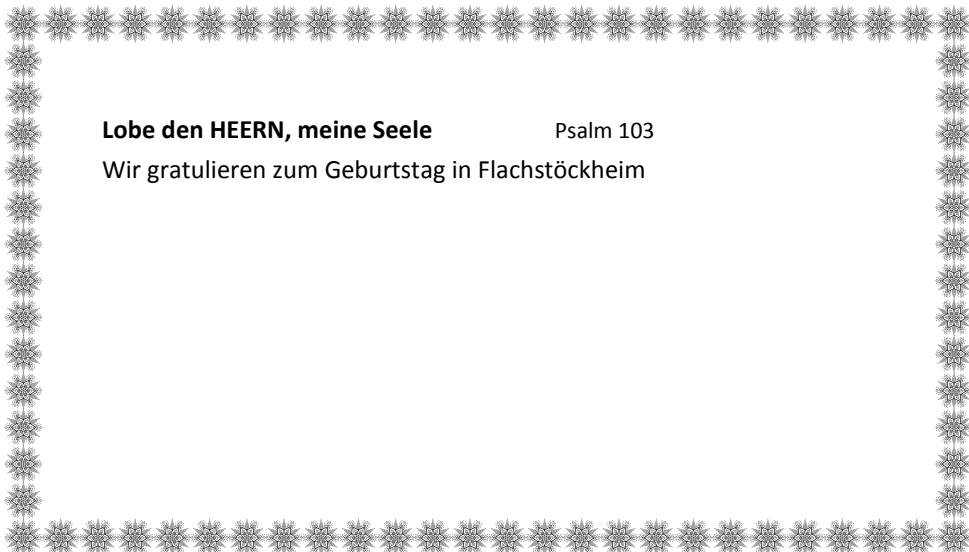 Lobe den HEERN, meine Seele Psalm 103
Wir gratulieren zum Geburtstag in Flachstöckheim